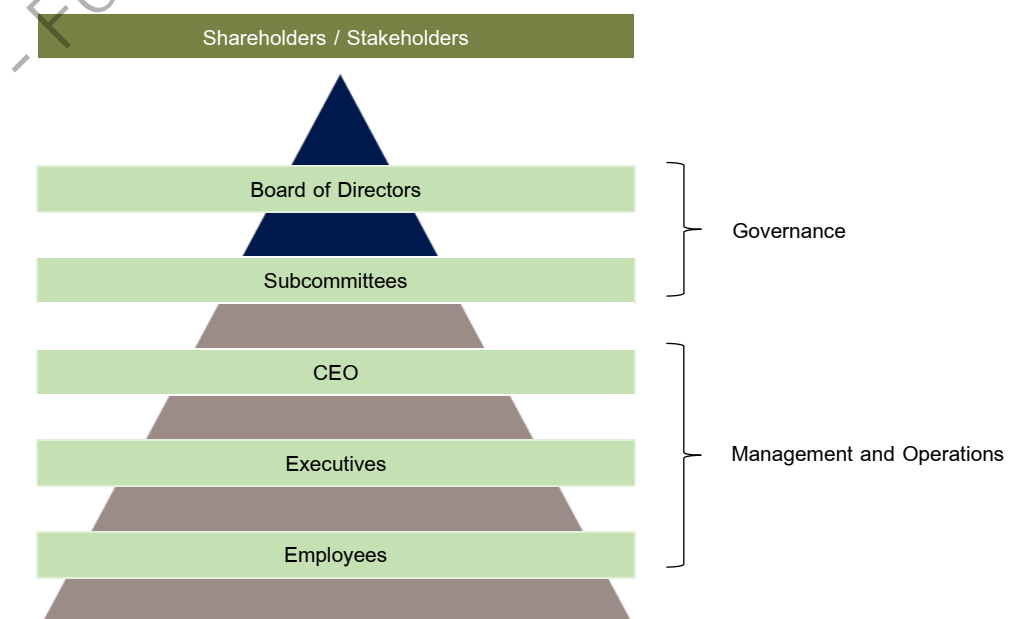 Shareholders / Stakeholders
Board of Directors
Governance
Subcommittees
CEO
Management and Operations
Executives
Employees